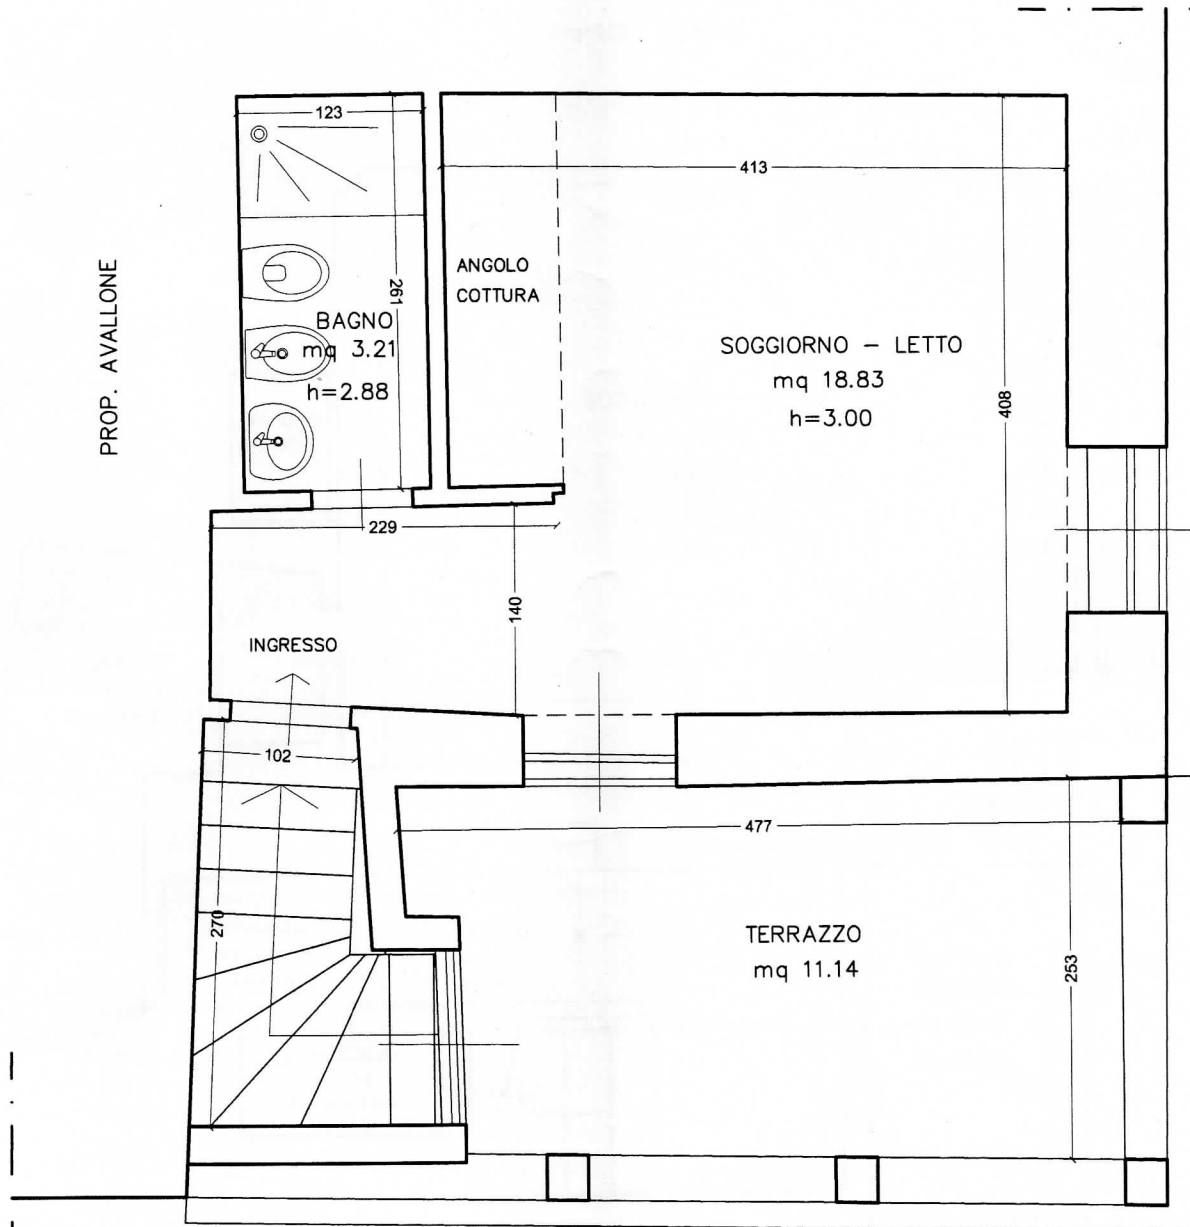 123
413
PROP. AVALLONE
ANGOLO
COTTURA
261
BAGNO
mq 3.21
h=2.88
SOGGIORNO – LETTO
mq 18.83
h=3.00
408
229
140
INGRESSO
102
477
270
TERRAZZO
mq 11.14
253